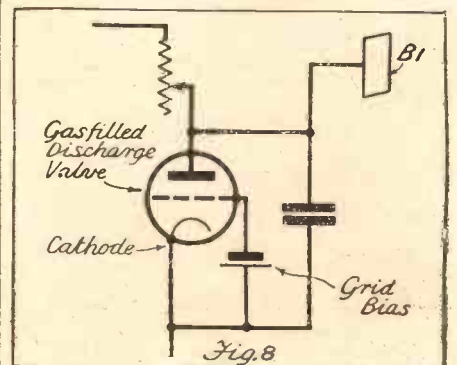 B1
Gasfilled
Discharge
Valve
Cathode
Grid
Bias
Fig. 8